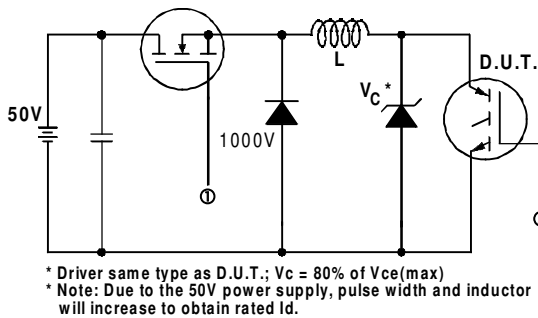 L
D.U.T.
VC *
50V
1000V
①
* Driver same type as D.U.T.; Vc = 80% of Vce(max)
* Note: Due to the 50V power supply, pulse width and inductor
will increase to obtain rated Id.